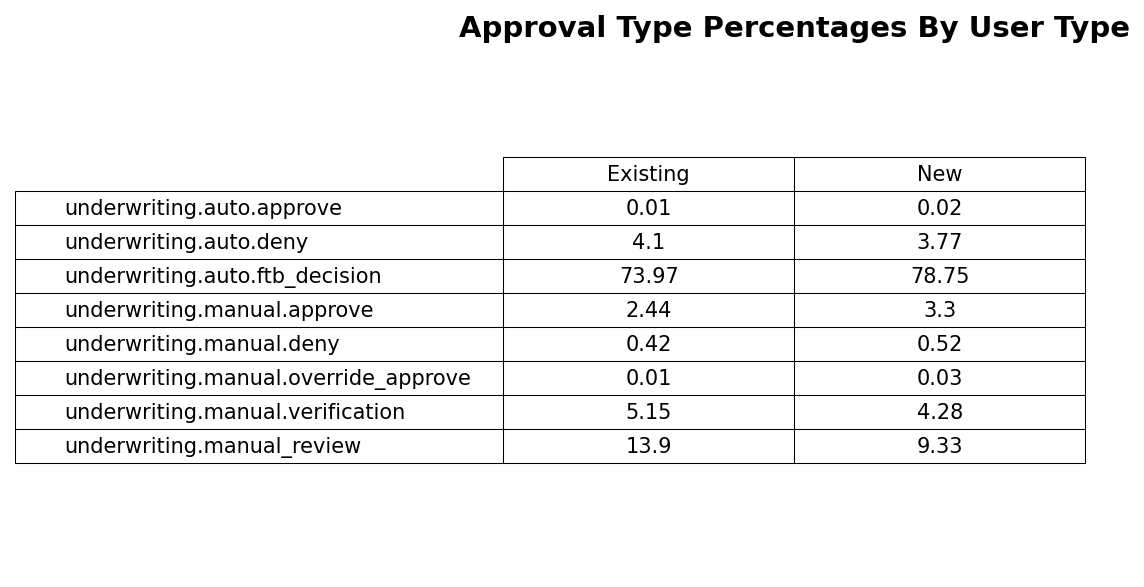 Approval Type Percentages By User Type
Existing New
underwriting.auto.approve 0.01 0.02
underwriting.auto.deny 4.1 3.77
underwriting.auto.ftb_decision 73.97 78.75
underwriting.manual.approve 2.44 3.3
underwriting.manual.deny 0.42 0.52
underwriting.manual.override_approve 0.01 0.03
underwriting.manual.verification 5.15 4.28
underwriting.manual_review 13.9 9.33